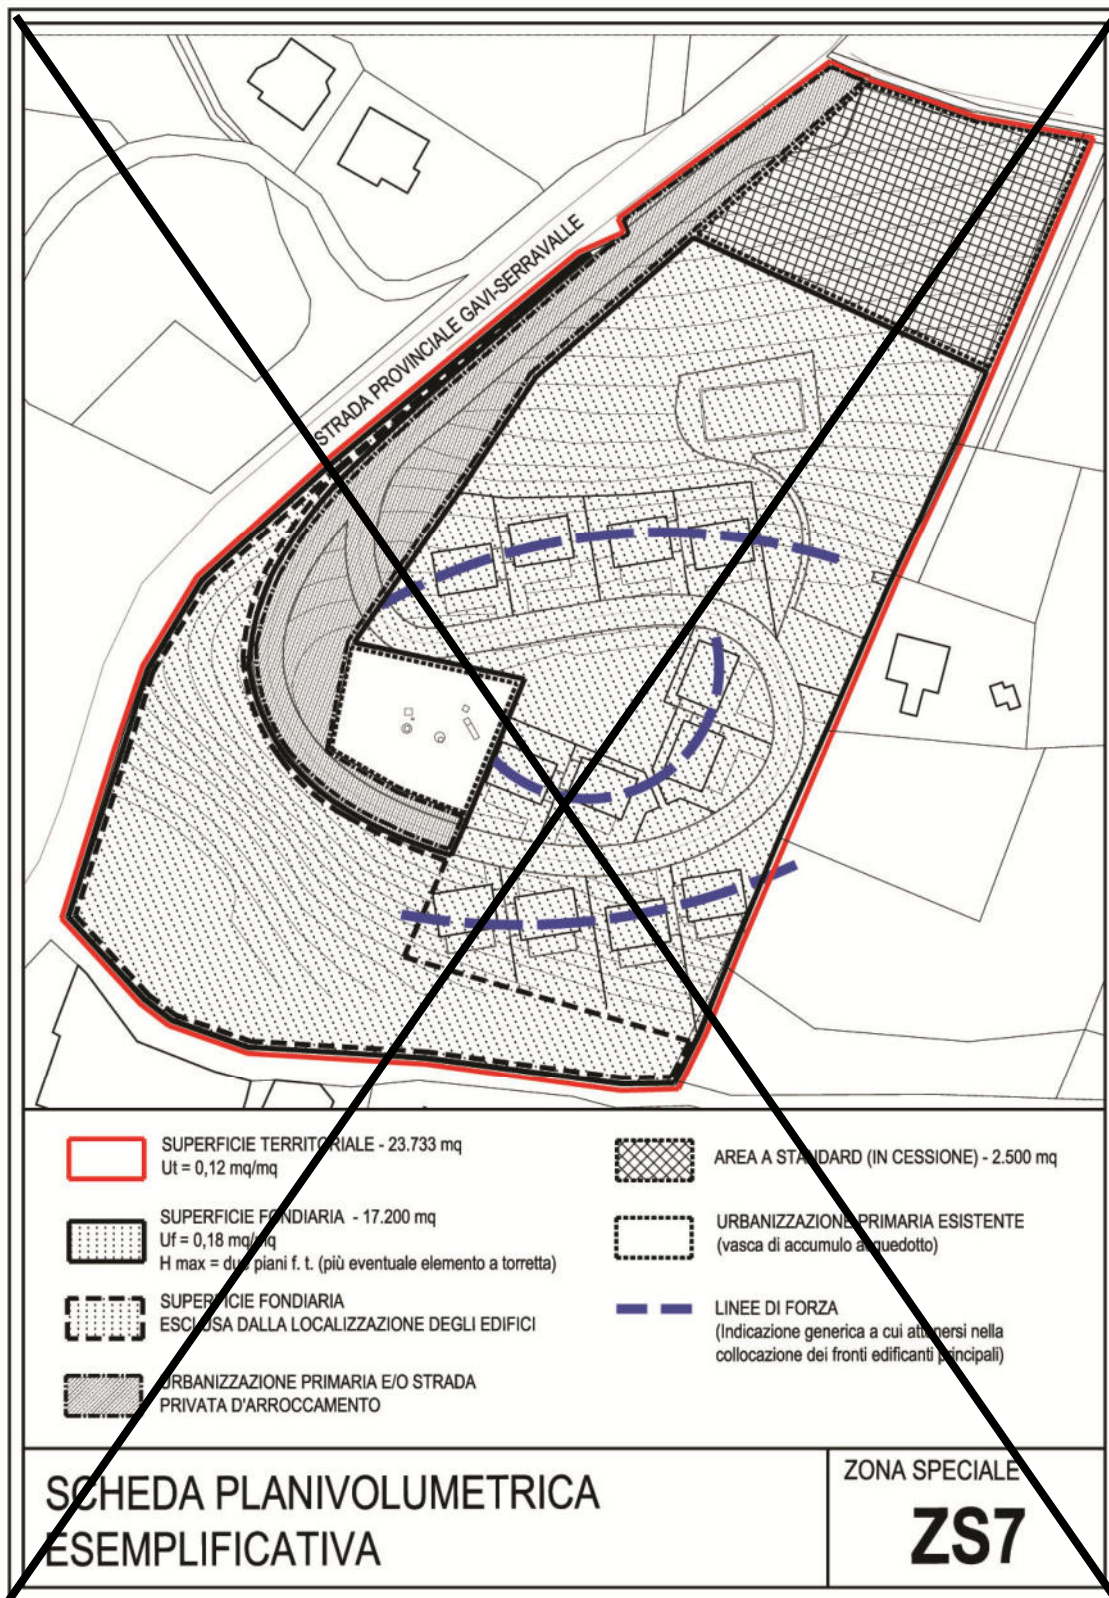 STRADA PROVINCIALE GAVI-SERRAVALLE
SUPERFICIE TERRITORIALE - 23.733 mq
Ut = 0,12 mq/mq
SUPERFICIE FONDIARIA - 17.200 mq
Uf = 0,18 mq/mq
H max = due piani f. t. (più eventuale elemento a torretta)
SUPERFICIE FONDIARIA
ESCLUSA DALLA LOCALIZZAZIONE DEGLI EDIFICI
URBANIZZAZIONE PRIMARIA E/O STRADA
PRIVATA D'ARROCCAMENTO
AREA A STANDARD (IN CESSIONE) - 2.500 mq
URBANIZZAZIONE PRIMARIA ESISTENTE
(vasca di accumulo acquedotto)
LINEE DI FORZA
(Indicazione generica a cui attenersi nella
collocazione dei fronti edificanti principali)
SCHEDA PLANIVOLUMETRICA
ESEMPLIFICATIVA
ZONA SPECIALE
ZS7